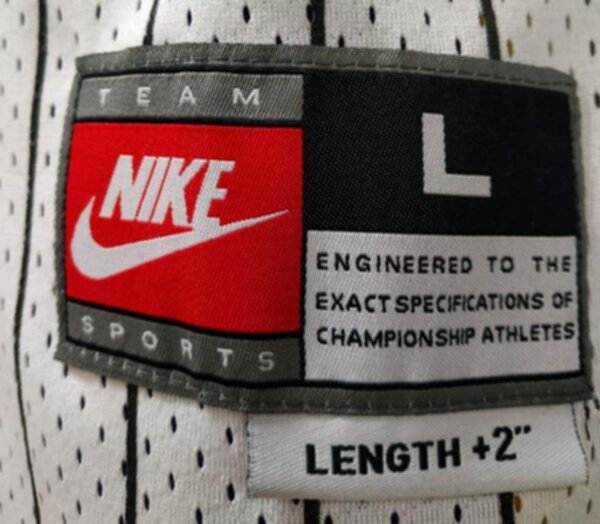 TEAM
NIKE
SPORTS
L
ENGINEERED TO THE
EXACT SPECIFICATIONS OF
CHAMPIONSHIP ATHLETES
LENGTH +2"